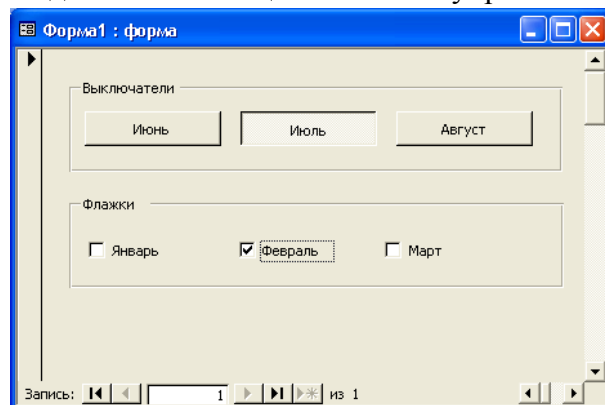 Форма1 : форма
Выключатели
Июнь Июль Август
Флажки
Январь Февраль Март
Запись: 1 из 1